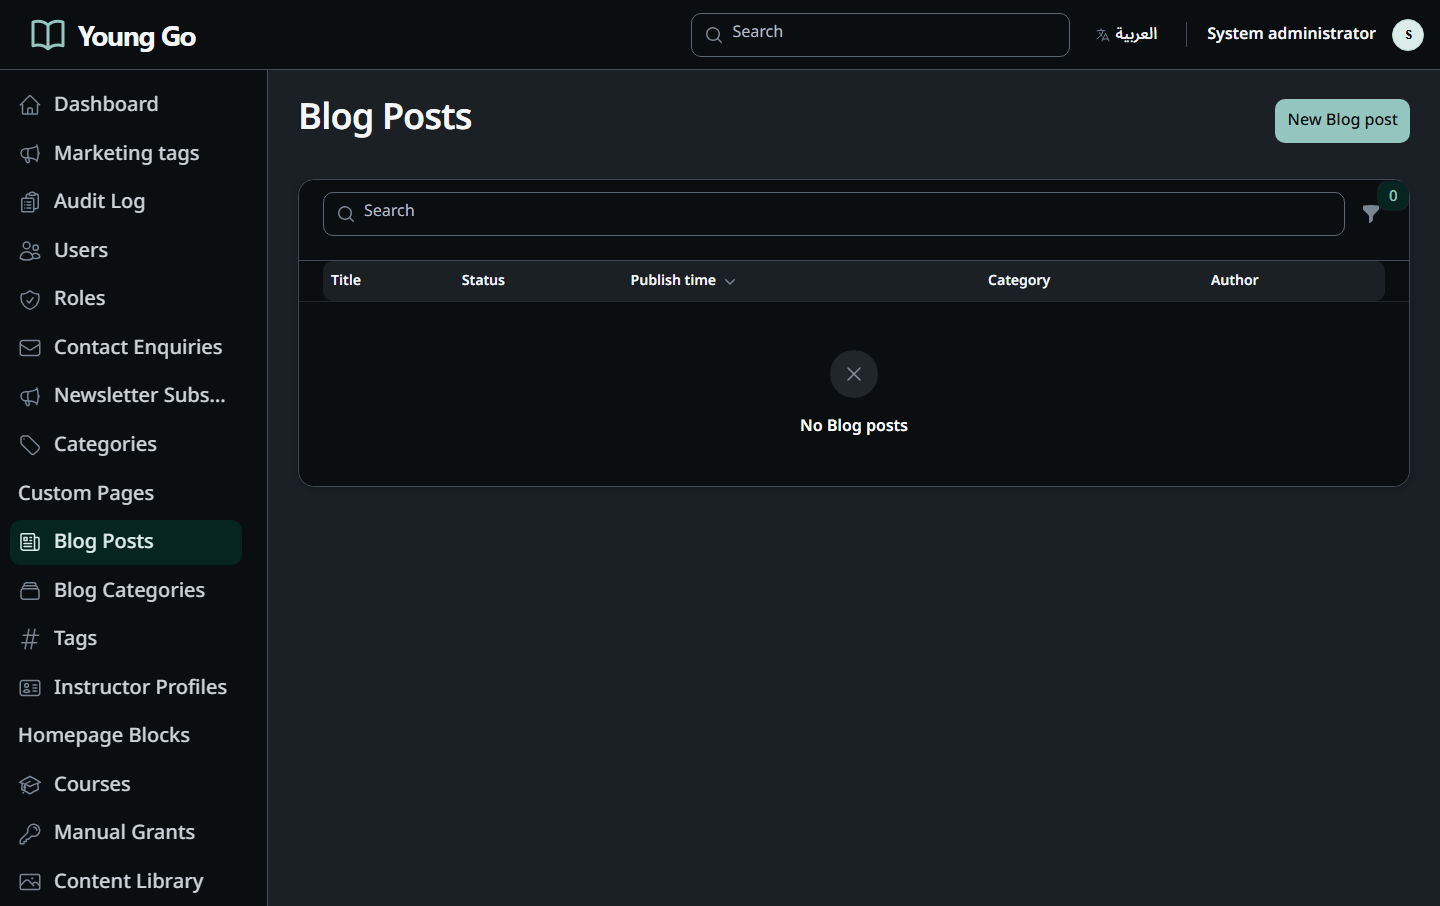 Young Go
Search
العربية
System administrator
S
Dashboard
Marketing tags
Audit Log
Users
Roles
Contact Enquiries
Newsletter Subs...
Categories
Custom Pages
Blog Posts
Blog Categories
Tags
Instructor Profiles
Homepage Blocks
Courses
Manual Grants
Content Library
Blog Posts
New Blog post
Search
0
Title Status Publish time Category Author
No Blog posts